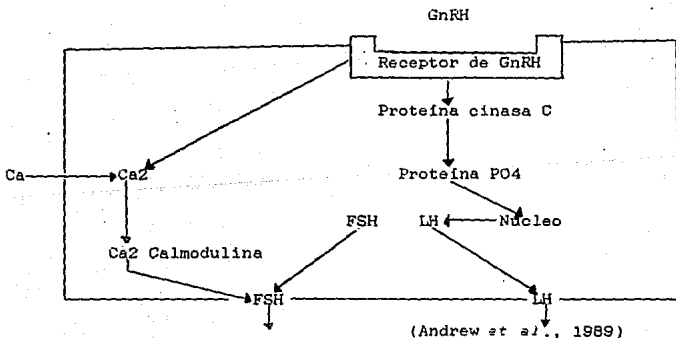 GnRH
Receptor de GnRH
Proteína cinasa C
Ca Ca2 Proteína PO4
FSH LH Núcleo
Ca2 Calmodulina
FSH LH
(Andrew et al., 1989)